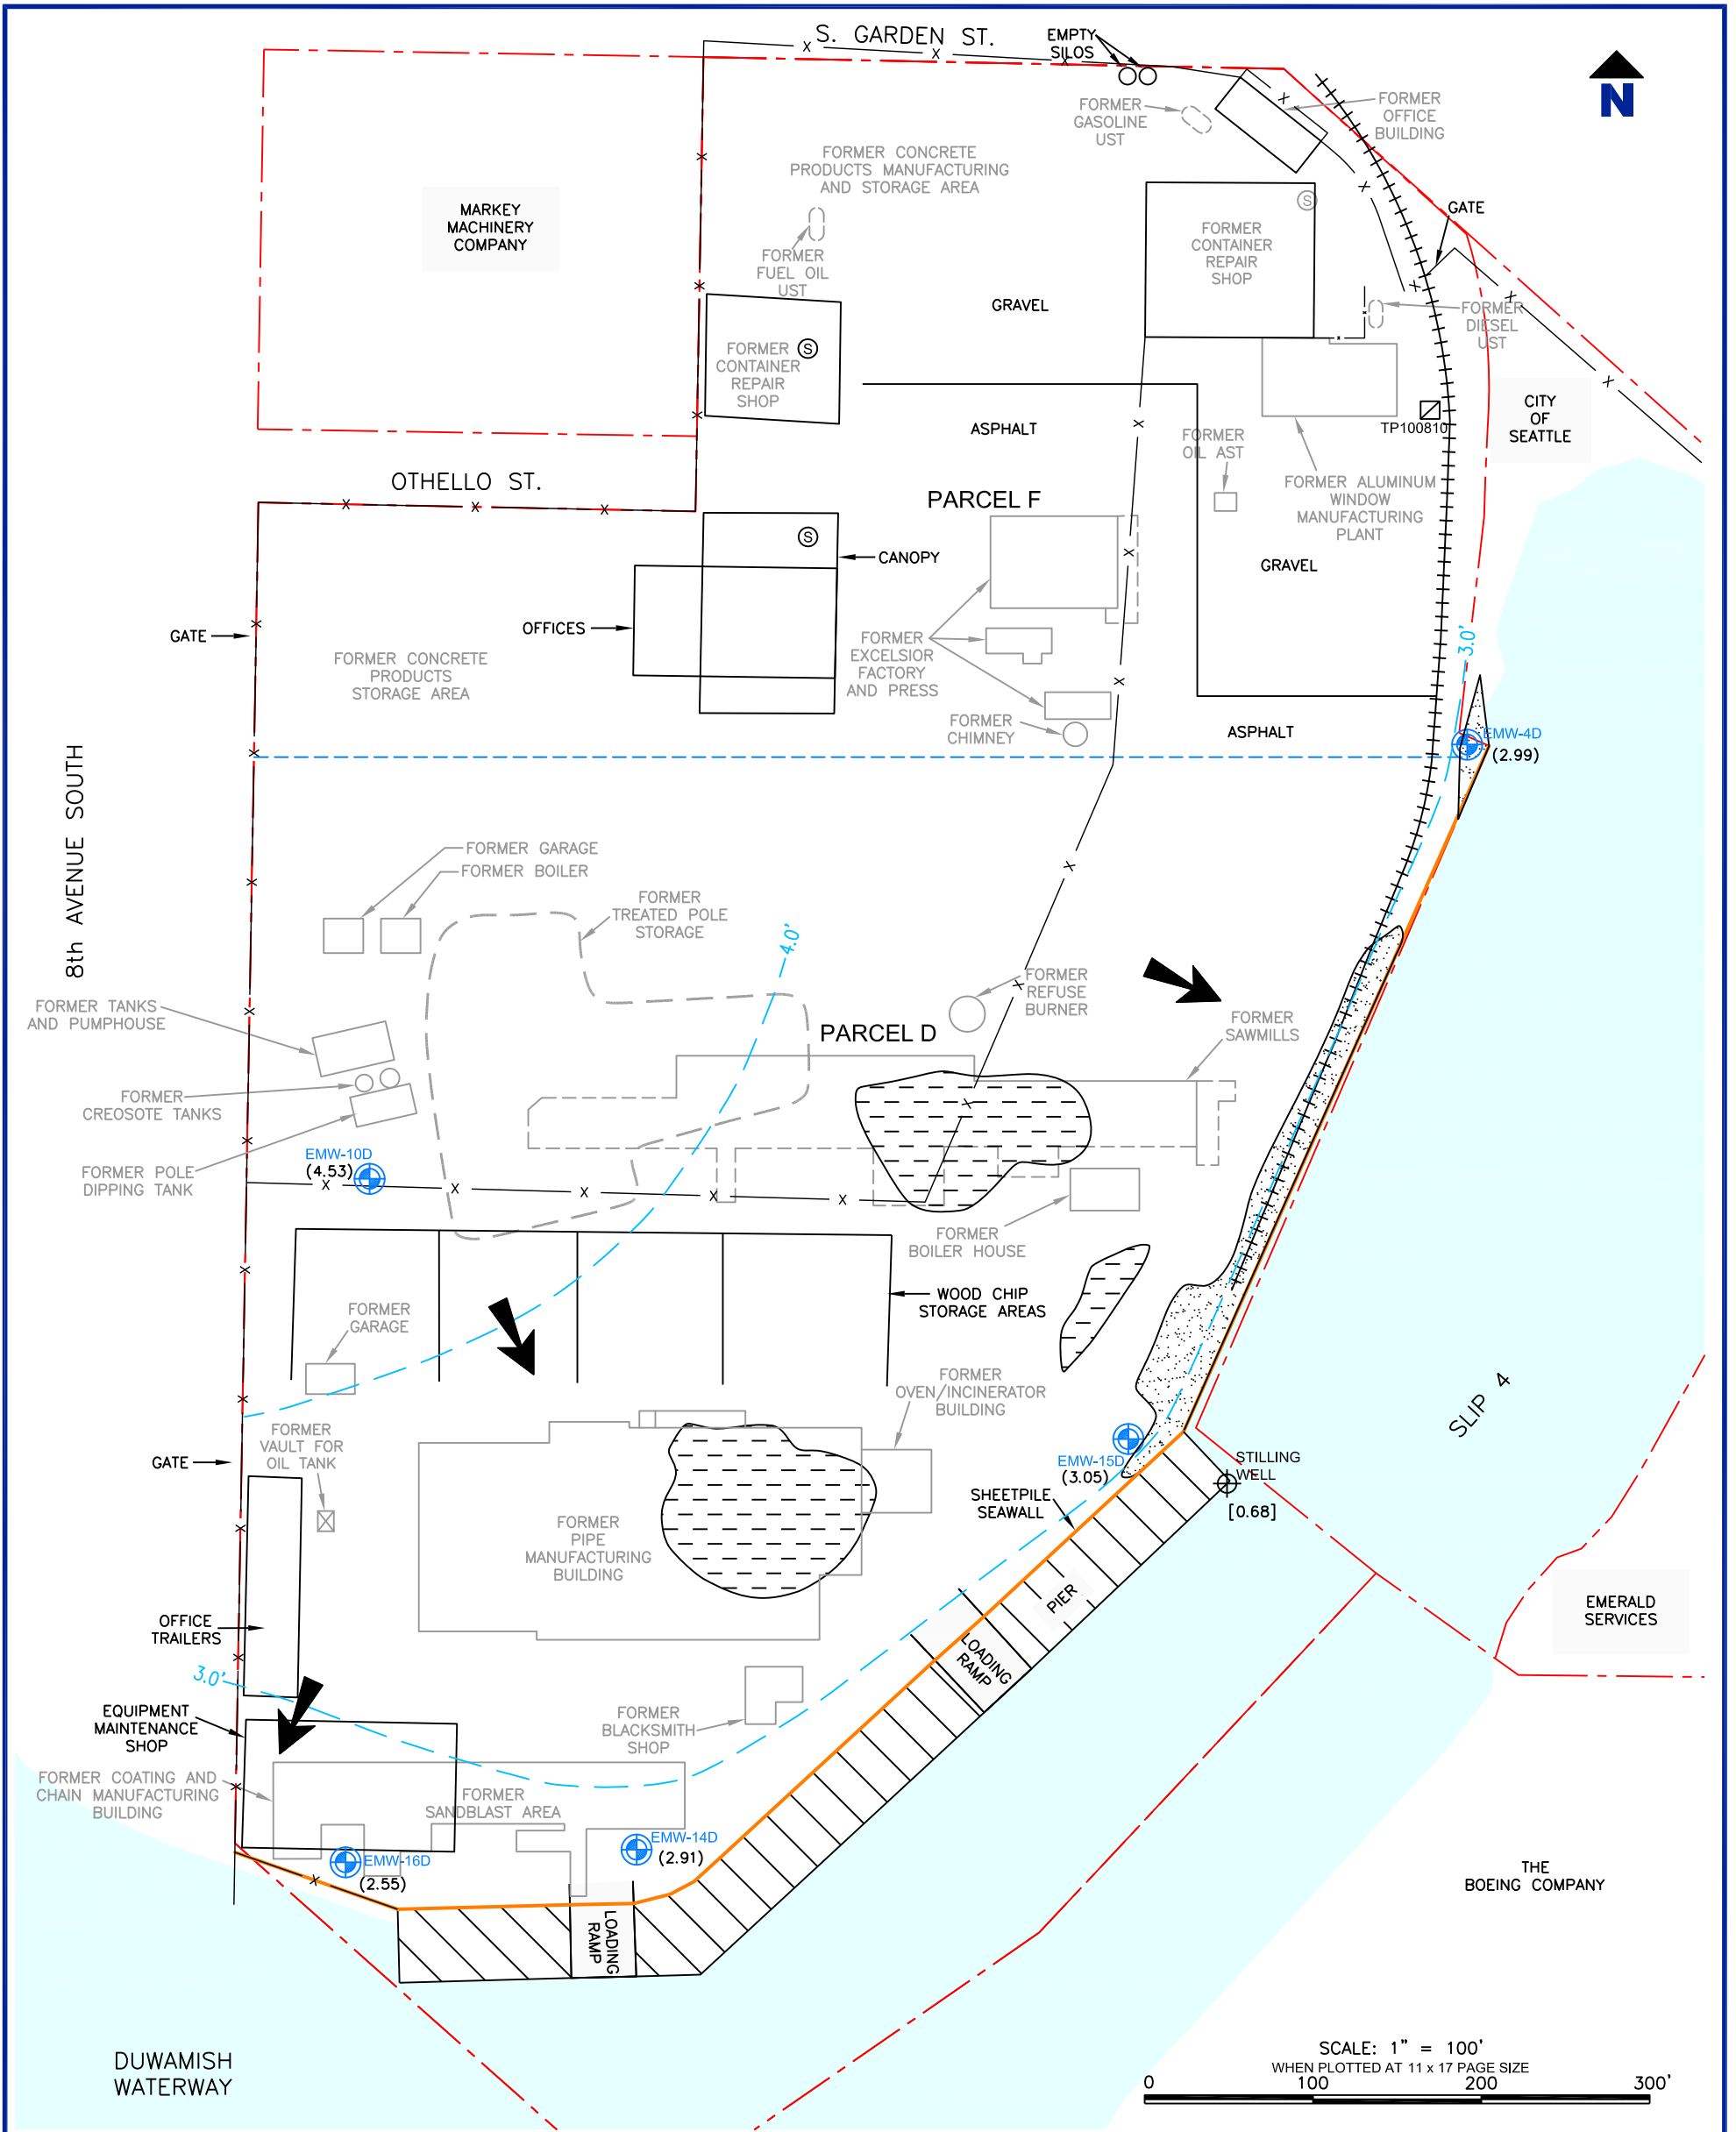 S. GARDEN ST.
EMPTY
SILOS
N
FORMER
GASOLINE
UST
FORMER
OFFICE
BUILDING
FORMER CONCRETE
PRODUCTS MANUFACTURING
AND STORAGE AREA
MARKEY
MACHINERY
COMPANY
S
GATE
FORMER
CONTAINER
REPAIR
SHOP
FORMER
FUEL OIL
UST
GRAVEL
FORMER
DIESEL
UST
FORMER
CONTAINER
REPAIR
SHOP
S
CITY
OF
SEATTLE
ASPHALT
TP100810
FORMER
OIL AST
OTHELLO ST.
PARCEL F
FORMER ALUMINUM
WINDOW
MANUFACTURING
PLANT
S
CANOPY
GRAVEL
GATE
OFFICES
FORMER
EXCELSIOR
FACTORY
AND PRESS
3.0'
FORMER CONCRETE
PRODUCTS
STORAGE AREA
FORMER
CHIMNEY
ASPHALT
EMW-4D
(2.99)
8th AVENUE SOUTH
FORMER GARAGE
FORMER BOILER
FORMER
TREATED POLE
STORAGE
4.0'
FORMER TANKS
AND PUMPHOUSE
PARCEL D
FORMER
REFUSE
BURNER
FORMER
SAWMILLS
FORMER
CREOSOTE TANKS
EMW-10D
(4.53)
FORMER POLE
DIPPING TANK
FORMER
BOILER HOUSE
WOOD CHIP
STORAGE AREAS
FORMER
GARAGE
FORMER
OVEN/INCINERATOR
BUILDING
SLIP 4
FORMER
VAULT FOR
OIL TANK
GATE
EMW-15D
(3.05)
STILLING
WELL
[0.68]
SHEETPILE
SEAWALL
FORMER
PIPE
MANUFACTURING
BUILDING
PIER
EMERALD
SERVICES
OFFICE
TRAILERS
LOADING
RAMP
3.0'
EQUIPMENT
MAINTENANCE
SHOP
FORMER
BLACKSMITH
SHOP
FORMER COATING AND
CHAIN MANUFACTURING
BUILDING
FORMER
SANDBLAST AREA
EMW-14D
(2.91)
EMW-16D
(2.55)
THE
BOEING COMPANY
LOADING
RAMP
DUWAMISH
WATERWAY
SCALE: 1" = 100'
WHEN PLOTTED AT 11 x 17 PAGE SIZE
0 100 200 300'